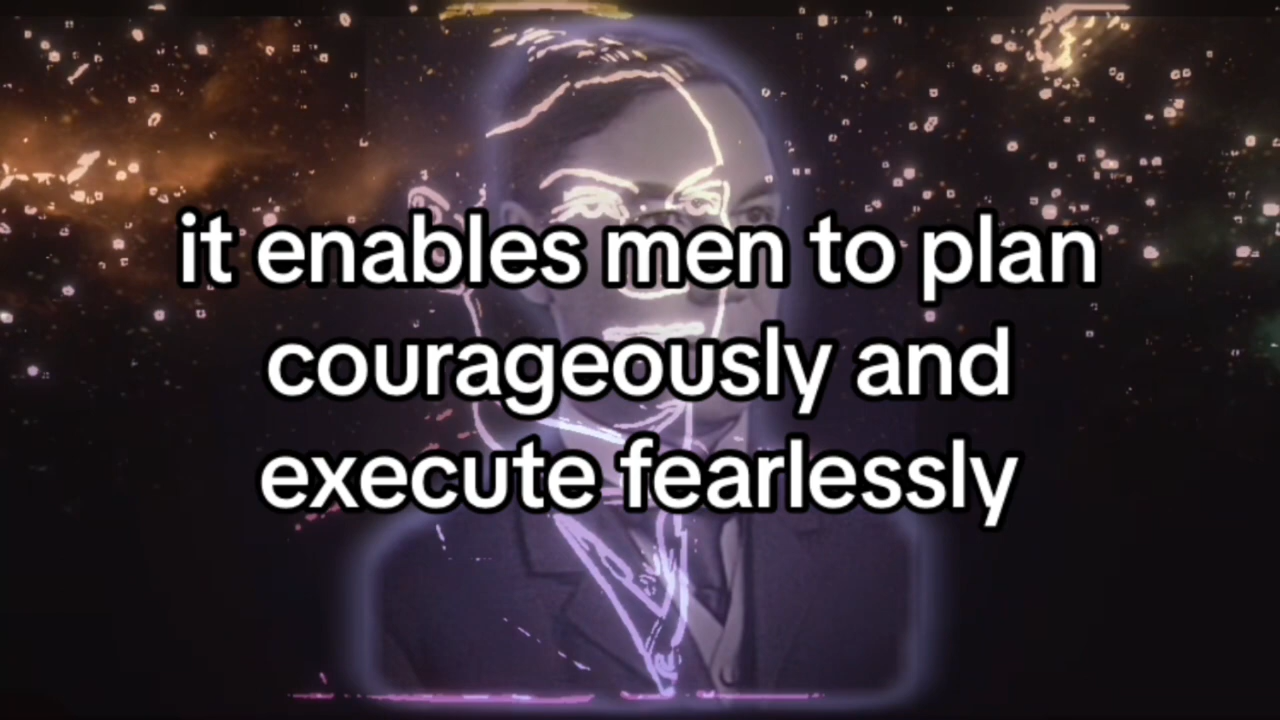 it enables men to plan
courageously and
execute fearlessly